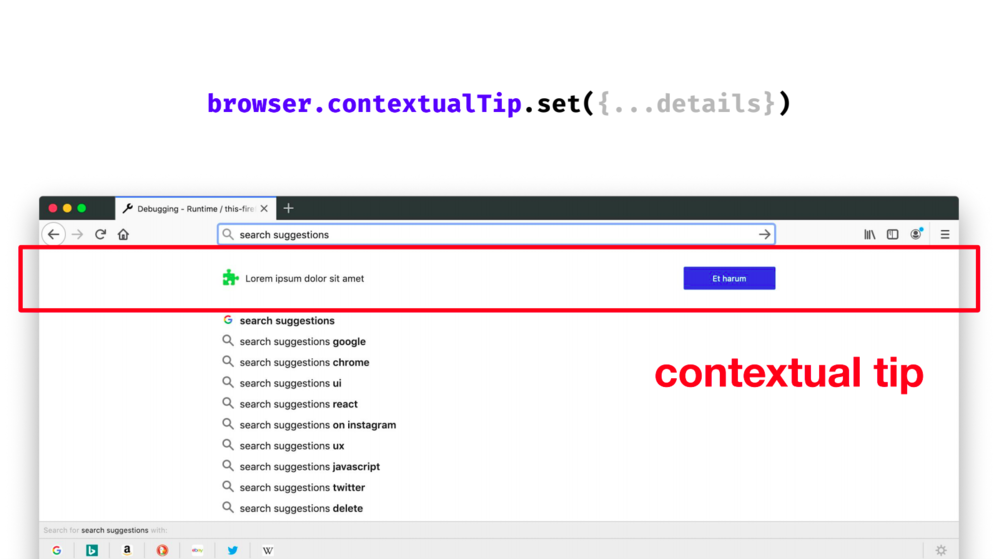 browser.contextualTip.set({...details})
Debugging - Runtime / this-fire
search suggestions
Lorem ipsum dolor sit amet
Et harum
search suggestions
search suggestions google
search suggestions chrome
search suggestions ui
search suggestions react
search suggestions on instagram
search suggestions ux
search suggestions javascript
search suggestions twitter
search suggestions delete
contextual tip
Search for search suggestions with: